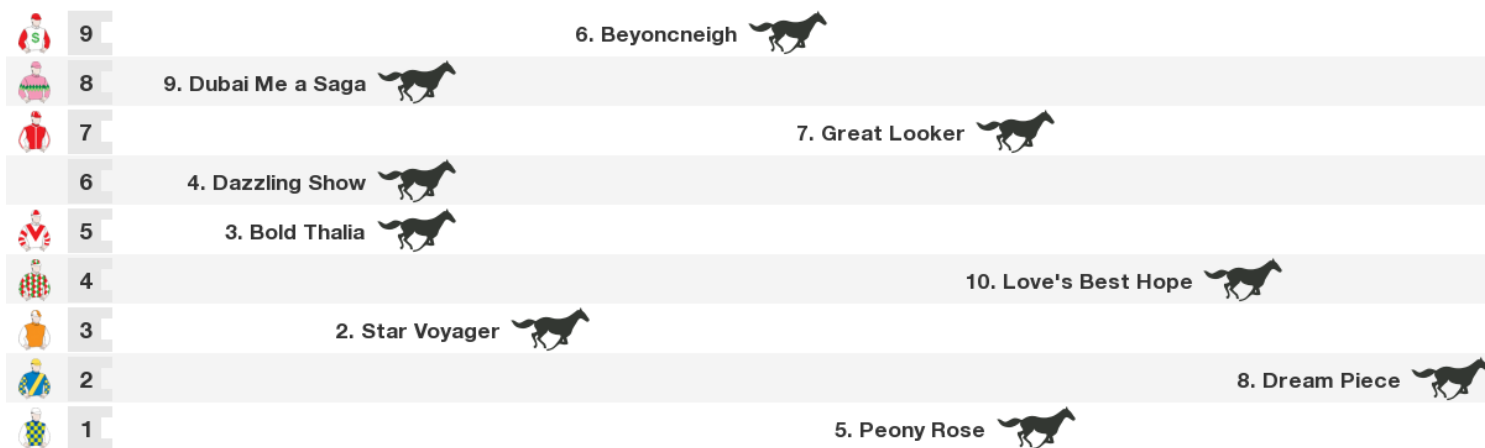 9 6. Beyoncneigh
8 9. Dubai Me a Saga
7 7. Great Looker
6 4. Dazzling Show
5 3. Bold Thalia
4 10. Love's Best Hope
3 2. Star Voyager
2 8. Dream Piece
1 5. Peony Rose